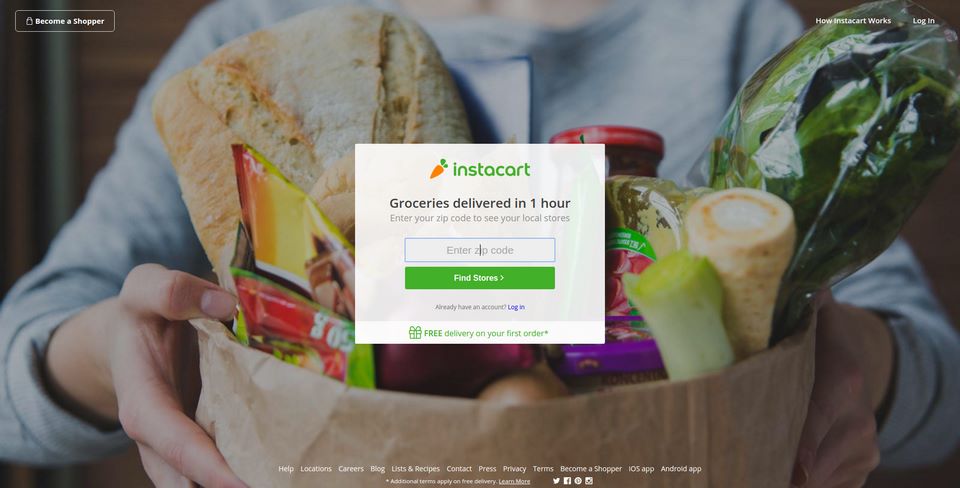 Become a Shopper
How Instacart Works
Log In
instacart
Groceries delivered in 1 hour
Enter your zip code to see your local stores
Enter zip code
Find Stores >
Already have an account? Log in
FREE delivery on your first order*
Help Locations Careers Blog Lists & Recipes Contact Press Privacy Terms Become a Shopper iOS app Android app
* Additional terms apply on free delivery. Learn More